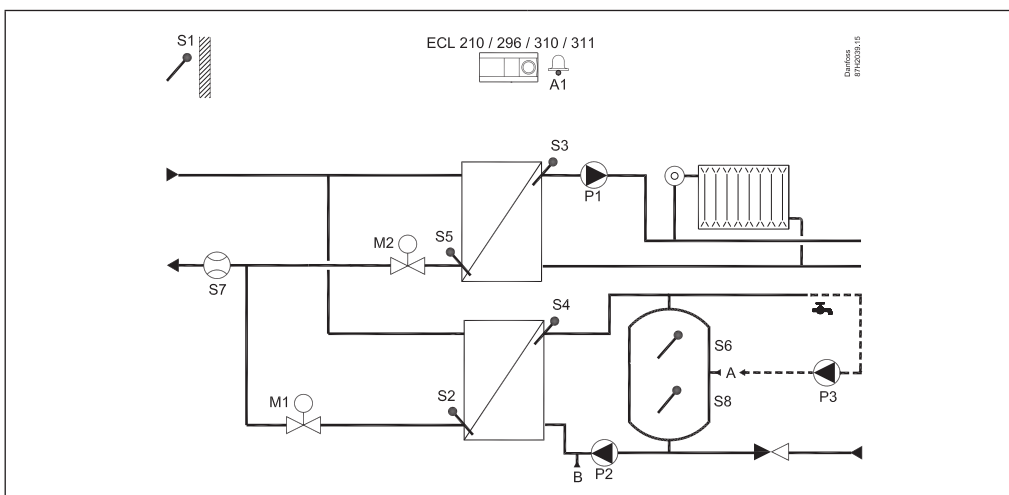 S1
ECL 210 / 296 / 310 / 311
A1
Danfoss
87H2039.15
S3
P1
M2
S5
S7
S4
S6
A
P3
S8
M1
S2
B
P2